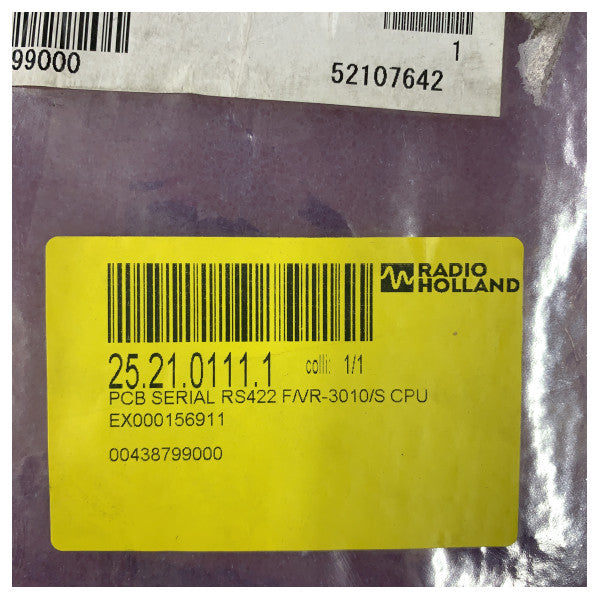 99000
1
52107642
RADIO
HOLLAND
25.21.0111.1 colli: 1/1
PCB SERIAL RS422 F/VR-3010/S CPU
EX000156911
00438799000